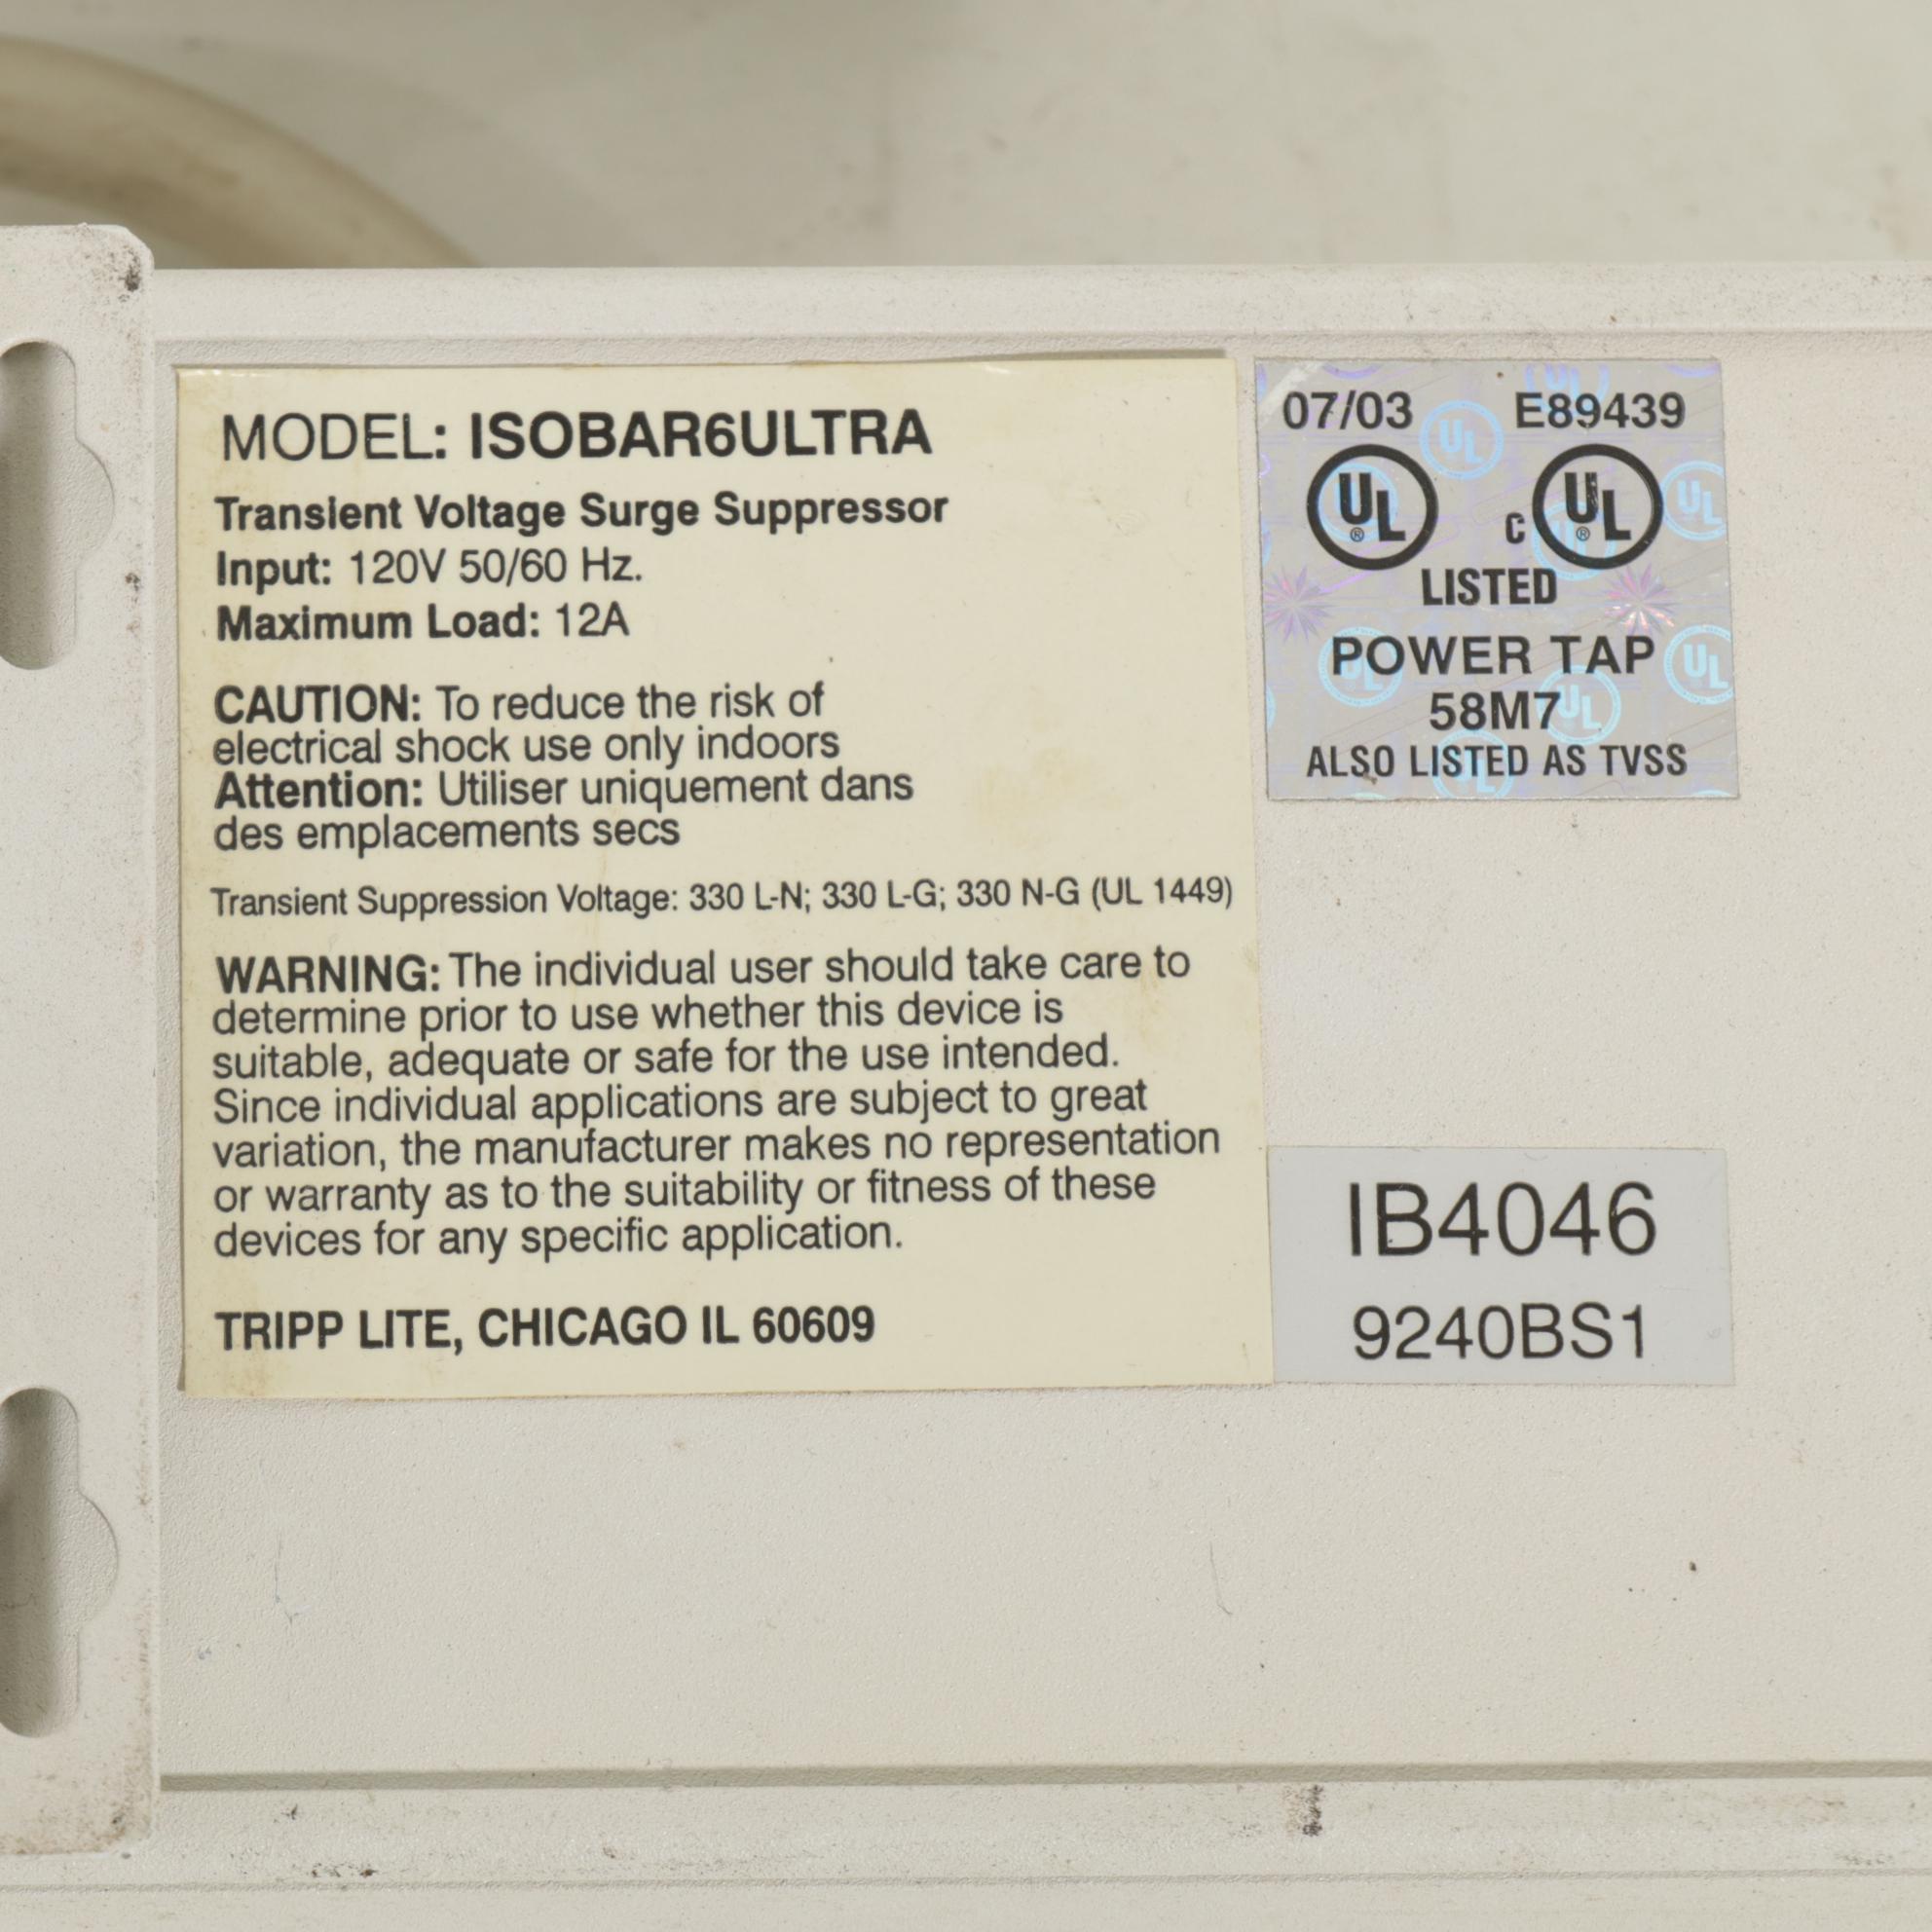 MODEL: ISOBAR6ULTRA
Transient Voltage Surge Suppressor
Input: 120V 50/60 Hz.
Maximum Load: 12A
CAUTION: To reduce the risk of
electrical shock use only indoors
Attention: Utiliser uniquement dans
des emplacements secs
Transient Suppression Voltage: 330 L-N; 330 L-G; 330 N-G (UL 1449)
WARNING: The individual user should take care to
determine prior to use whether this device is
suitable, adequate or safe for the use intended.
Since individual applications are subject to great
variation, the manufacturer makes no representation
or warranty as to the suitability or fitness of these
devices for any specific application.
TRIPP LITE, CHICAGO IL 60609
07/03 E89439
UL® c UL®
LISTED
POWER TAP
58M7
ALSO LISTED AS TVSS
IB4046
9240BS1